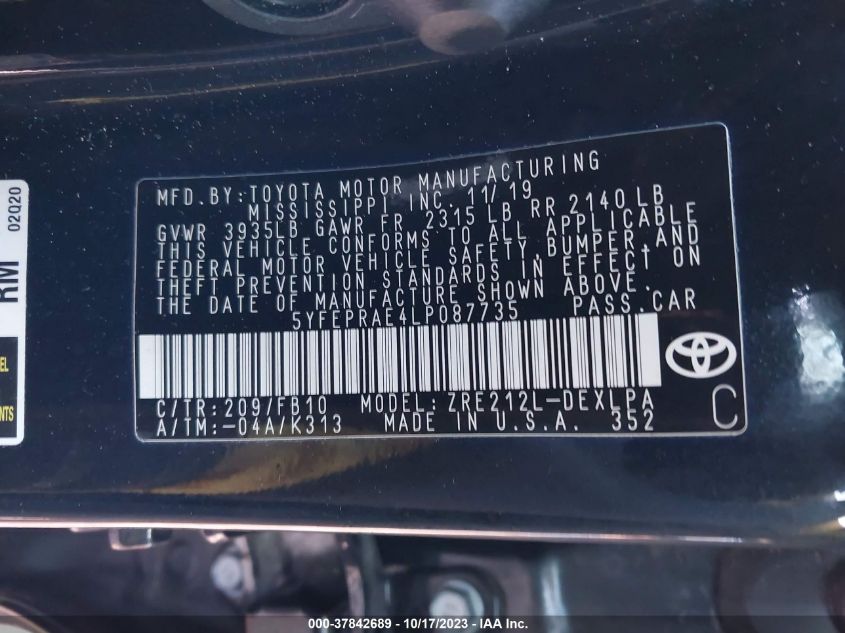 MFD.BY:TOYOTA MOTOR MANUFACTURING
MISSISSIPPI INC. 11/19
GVWR 3935LB GAWR FR 2315 LB RR 2140 LB
THIS VEHICLE CONFORMS TO ALL APPLICABLE
FEDERAL MOTOR VEHICLE SAFETY,BUMPER,AND
THEFT PREVENTION STANDARDS IN EFFECT ON
THE DATE OF MANUFACTURE SHOWN ABOVE.
5YFEPRAE4LP087735 PASS.CAR
C/TR:2097/FB10 MODEL:ZRE212L-DEXLPA
A/TM:-04A/K313 MADE IN U.S.A. 352
C
02Q20
RM
000-37842689 - 10/17/2023 - IAA Inc.